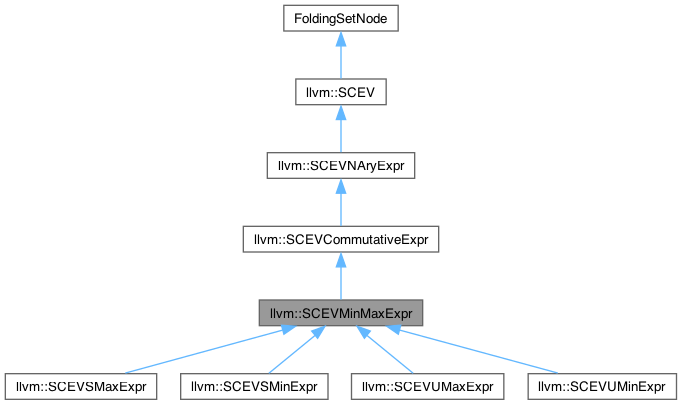 FoldingSetNode
llvm::SCEV
llvm::SCEVNAryExpr
llvm::SCEVCommutativeExpr
llvm::SCEVMinMaxExpr
llvm::SCEVSMaxExpr
llvm::SCEVSMinExpr
llvm::SCEVUMaxExpr
llvm::SCEVUMinExpr